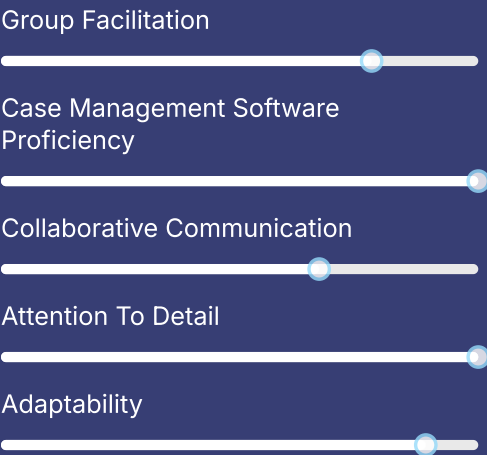 Group Facilitation
Case Management Software
Proficiency
Collaborative Communication
Attention To Detail
Adaptability